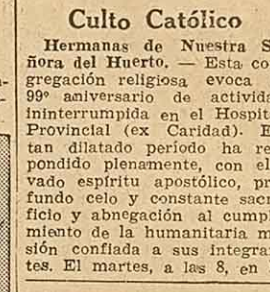 Culto Católico
Hermanas de Nuestra S
ñora del Huerto. — Esta co
gregación religiosa evoca
99º aniversario de activida
ininterrumpida en el Hospit
Provincial (ex Caridad). E
tan dilatado período ha re
pondido plenamente, con el
vado espíritu apostólico, pr
fundo celo y constante sacr
ficio y abnegación al cumpl
miento de la humanitaria m
sión confiada a sus integra
tes. El martes, a las 8, en